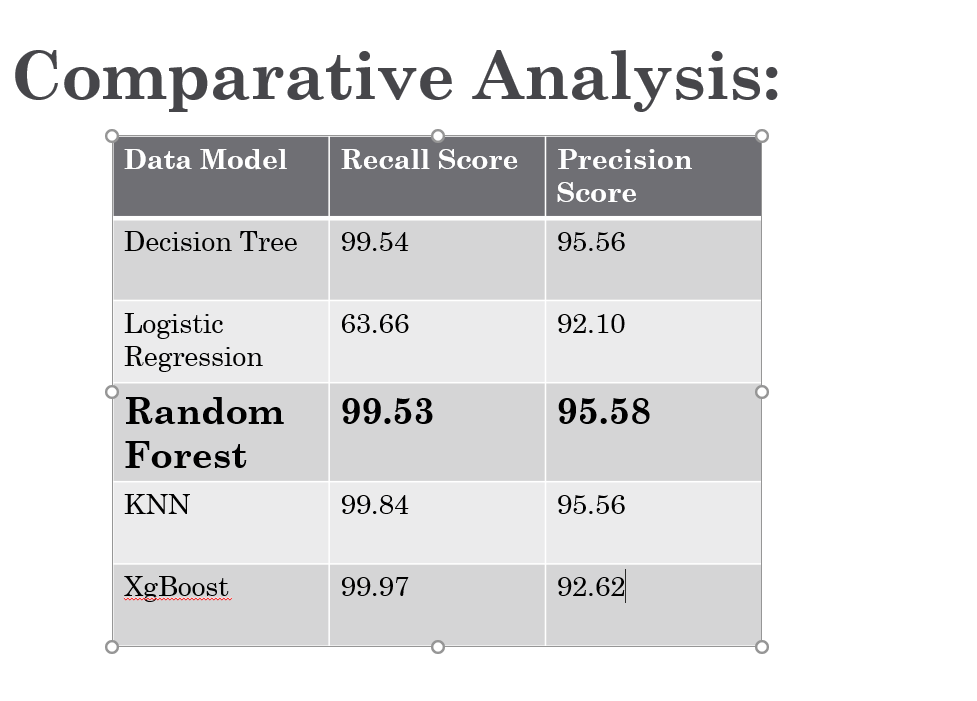 Comparative Analysis:
Data Model Recall Score Precision
Score
Decision Tree 99.54 95.56
Logistic 63.66 92.10
Regression
Random 99.53 95.58
Forest
KNN 99.84 95.56
XgBoost 99.97 92.62